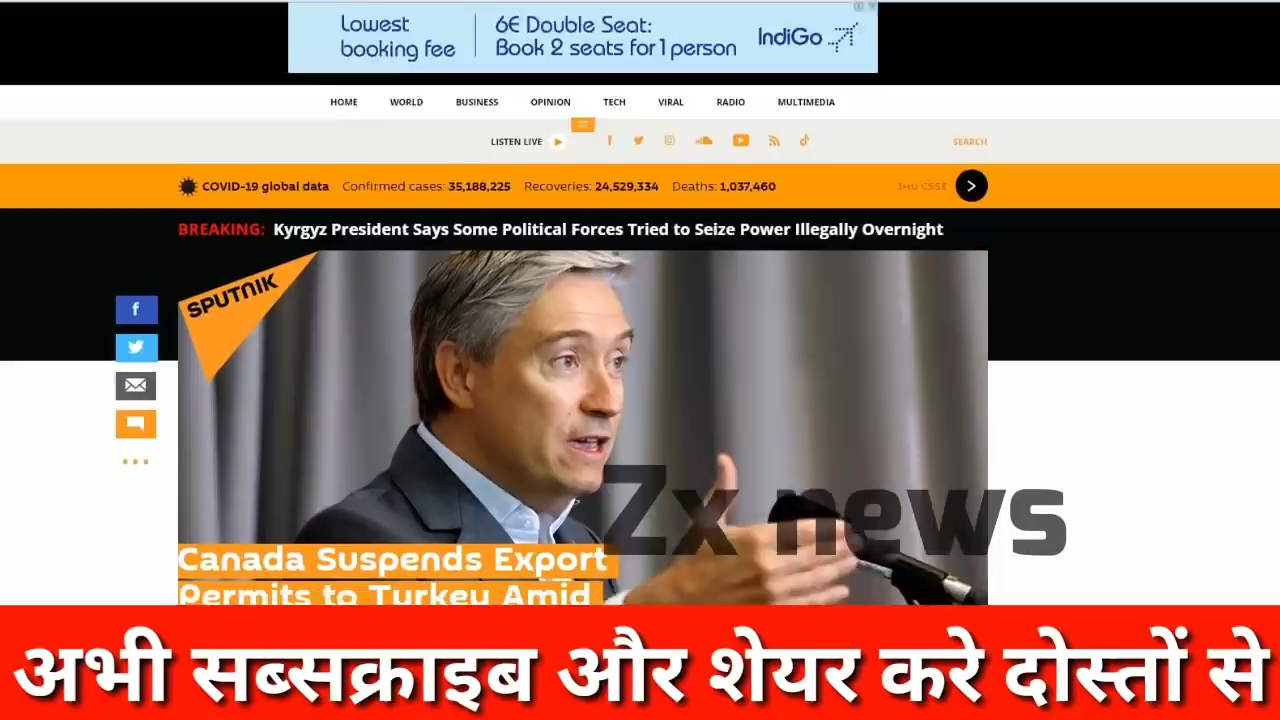 Lowest
booking fee
6E Double Seat:
Book 2 seats for 1 person
IndiGo
HOME WORLD BUSINESS OPINION TECH VIRAL RADIO MULTIMEDIA
LISTEN LIVE
SEARCH
COVID-19 global data Confirmed cases: 35,188,225 Recoveries: 24,529,334 Deaths: 1,037,460 JHU CSSE
BREAKING: Kyrgyz President Says Some Political Forces Tried to Seize Power Illegally Overnight
SPUTNIK
Zx news
Canada Suspends Export
Permits to Turkey Amid
अभी सब्सक्राइब और शेयर करे दोस्तों से